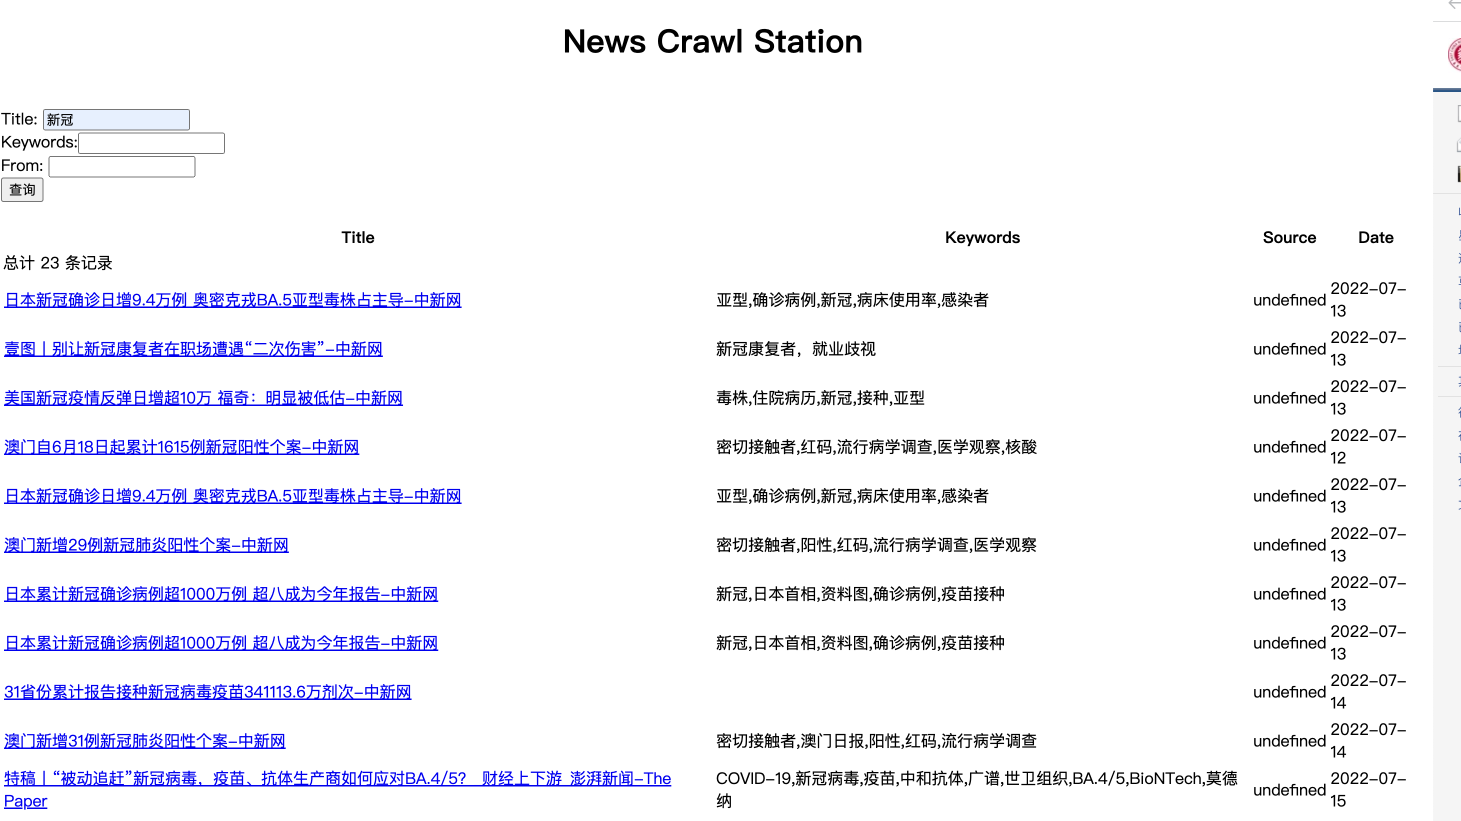 News Crawl Station
Title: 新冠
Keywords:
From:
查询
Title Keywords Source Date
总计 23 条记录
日本新冠确诊日增9.4万例 奥密克戎BA.5亚型毒株占主导-中新网 亚型,确诊病例,新冠,病床使用率,感染者 undefined 2022-07-
13
壹图丨别让新冠康复者在职场遭遇“二次伤害”-中新网 新冠康复者，就业歧视 undefined 2022-07-
13
美国新冠疫情反弹日增超10万 福奇：明显被低估-中新网 毒株,住院病历,新冠,接种,亚型 undefined 2022-07-
13
澳门自6月18日起累计1615例新冠阳性个案-中新网 密切接触者,红码,流行病学调查,医学观察,核酸 undefined 2022-07-
12
日本新冠确诊日增9.4万例 奥密克戎BA.5亚型毒株占主导-中新网 亚型,确诊病例,新冠,病床使用率,感染者 undefined 2022-07-
13
澳门新增29例新冠肺炎阳性个案-中新网 密切接触者,阳性,红码,流行病学调查,医学观察 undefined 2022-07-
13
日本累计新冠确诊病例超1000万例 超八成为今年报告-中新网 新冠,日本首相,资料图,确诊病例,疫苗接种 undefined 2022-07-
13
日本累计新冠确诊病例超1000万例 超八成为今年报告-中新网 新冠,日本首相,资料图,确诊病例,疫苗接种 undefined 2022-07-
13
31省份累计报告接种新冠病毒疫苗341113.6万剂次-中新网 undefined 2022-07-
14
澳门新增31例新冠肺炎阳性个案-中新网 密切接触者,澳门日报,阳性,红码,流行病学调查 undefined 2022-07-
14
特稿丨“被动追赶”新冠病毒，疫苗、抗体生产商如何应对BA.4/5？ 财经上下游 澎湃新闻-The
Paper
COVID-19,新冠病毒,疫苗,中和抗体,广谱,世卫组织,BA.4/5,BioNTech,莫德
纳
undefined 2022-07-
15